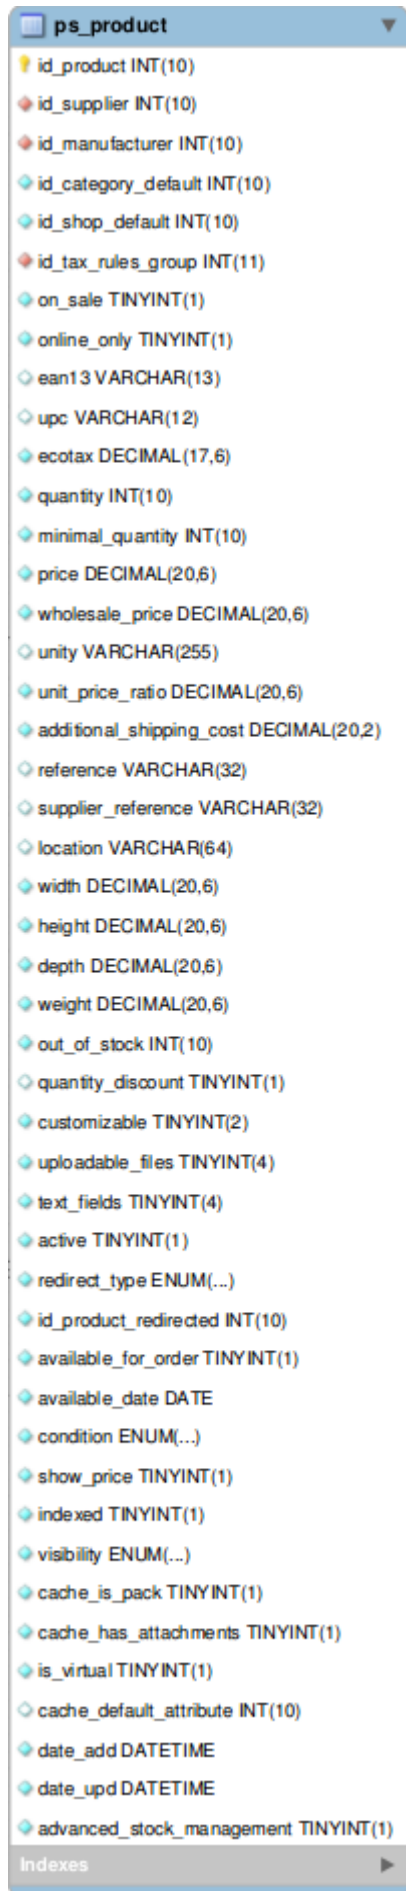 ps_product
id_product INT(10)
id_supplier INT(10)
id_manufacturer INT(10)
id_category_default INT(10)
id_shop_default INT(10)
id_tax_rules_group INT(11)
on_sale TINYINT(1)
online_only TINYINT(1)
ean13 VARCHAR(13)
upc VARCHAR(12)
ecotax DECIMAL(17,6)
quantity INT(10)
minimal_quantity INT(10)
price DECIMAL(20,6)
wholesale_price DECIMAL(20,6)
unity VARCHAR(255)
unit_price_ratio DECIMAL(20,6)
additional_shipping_cost DECIMAL(20,2)
reference VARCHAR(32)
supplier_reference VARCHAR(32)
location VARCHAR(64)
width DECIMAL(20,6)
height DECIMAL(20,6)
depth DECIMAL(20,6)
weight DECIMAL(20,6)
out_of_stock INT(10)
quantity_discount TINYINT(1)
customizable TINYINT(2)
uploadable_files TINYINT(4)
text_fields TINYINT(4)
active TINYINT(1)
redirect_type ENUM(...)
id_product_redirected INT(10)
available_for_order TINYINT(1)
available_date DATE
condition ENUM(...)
show_price TINYINT(1)
indexed TINYINT(1)
visibility ENUM(...)
cache_is_pack TINYINT(1)
cache_has_attachments TINYINT(1)
is_virtual TINYINT(1)
cache_default_attribute INT(10)
date_add DATETIME
date_upd DATETIME
advanced_stock_management TINYINT(1)
Indexes